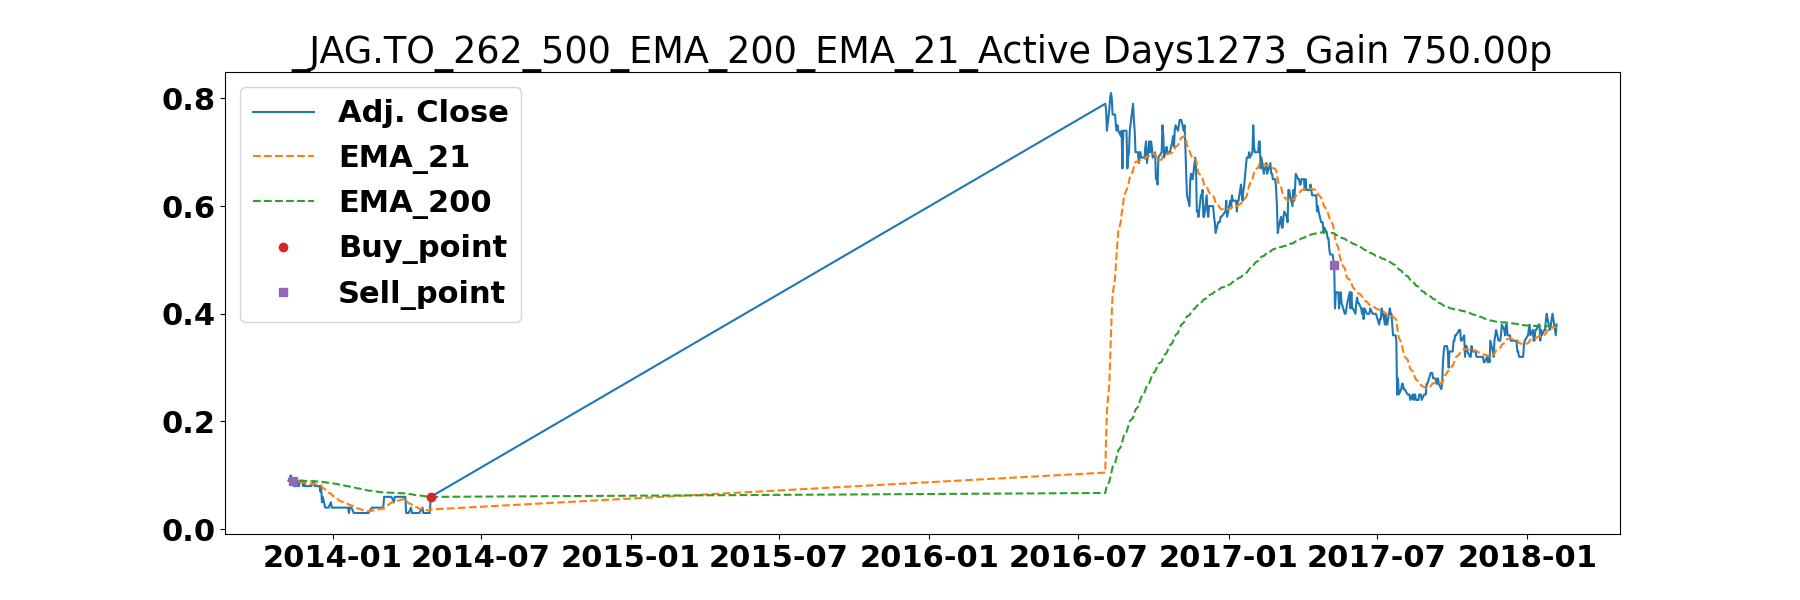 _JAG.TO_262_500_EMA_200_EMA_21_Active Days1273_Gain 750.00p
0.8
0.6
0.4
0.2
0.0
Adj. Close
EMA_21
EMA_200
Buy_point
Sell_point
2014-01 2014-07 2015-01 2015-07 2016-01 2016-07 2017-01 2017-07 2018-01